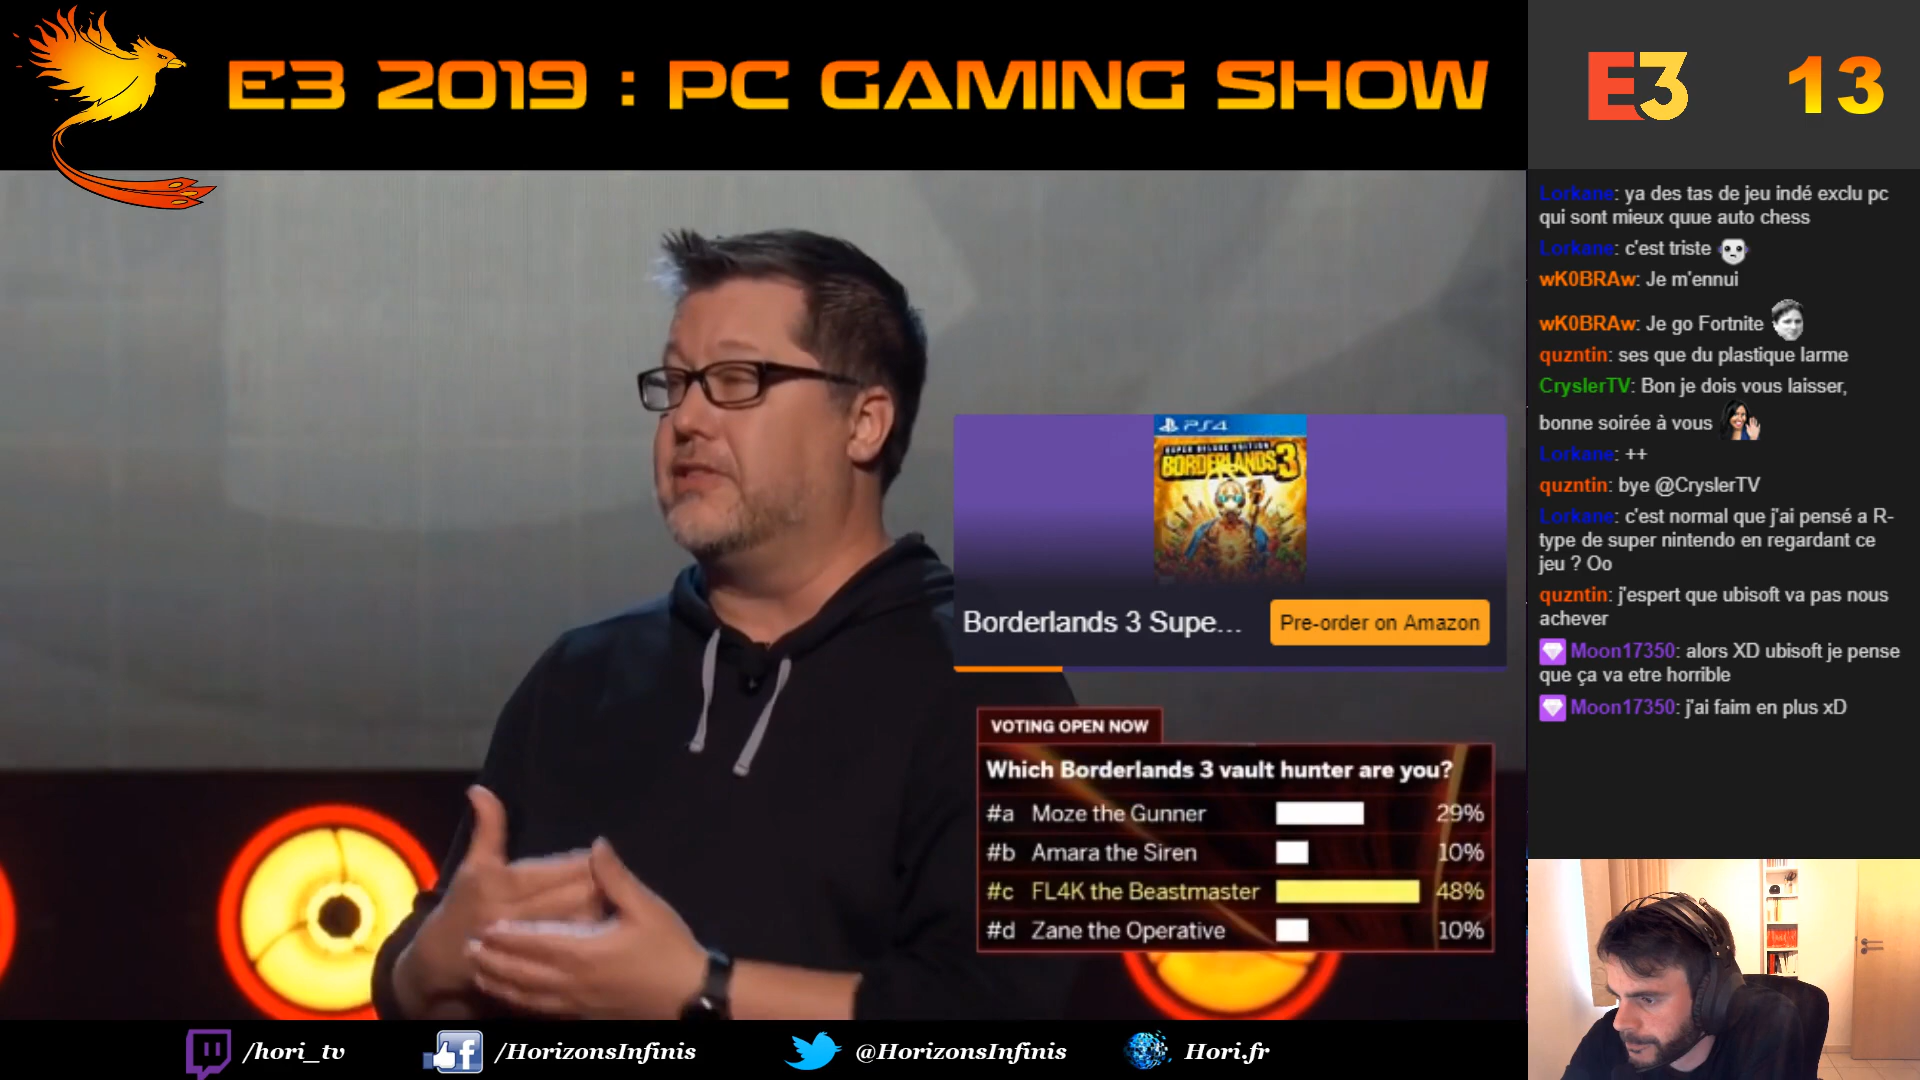 E3 2019 : PC GAMING SHOW
E3
13
Lorkane: ya des tas de jeu indé exclu pc
qui sont mieux quue auto chess
Lorkane: c'est triste
wK0BRAw: Je m'ennui
wK0BRAw: Je go Fortnite
quzntin: ses que du plastique larme
CryslerTV: Bon je dois vous laisser,
bonne soirée à vous
Lorkane: ++
quzntin: bye @CryslerTV
Lorkane: c'est normal que j'ai pensé a R-
type de super nintendo en regardant ce
jeu ? Oo
quzntin: j'espert que ubisoft va pas nous
achever
Moon17350: alors XD ubisoft je pense
que ça va etre horrible
Moon17350: j'ai faim en plus xD
PS4
SUPER DELUXE EDITION
BORDERLANDS 3
Borderlands 3 Supe...
Pre-order on Amazon
VOTING OPEN NOW
Which Borderlands 3 vault hunter are you?
#a Moze the Gunner 29%
#b Amara the Siren 10%
#c FL4K the Beastmaster 48%
#d Zane the Operative 10%
/hori_tv
/HorizonsInfinis
@HorizonsInfinis
Hori.fr